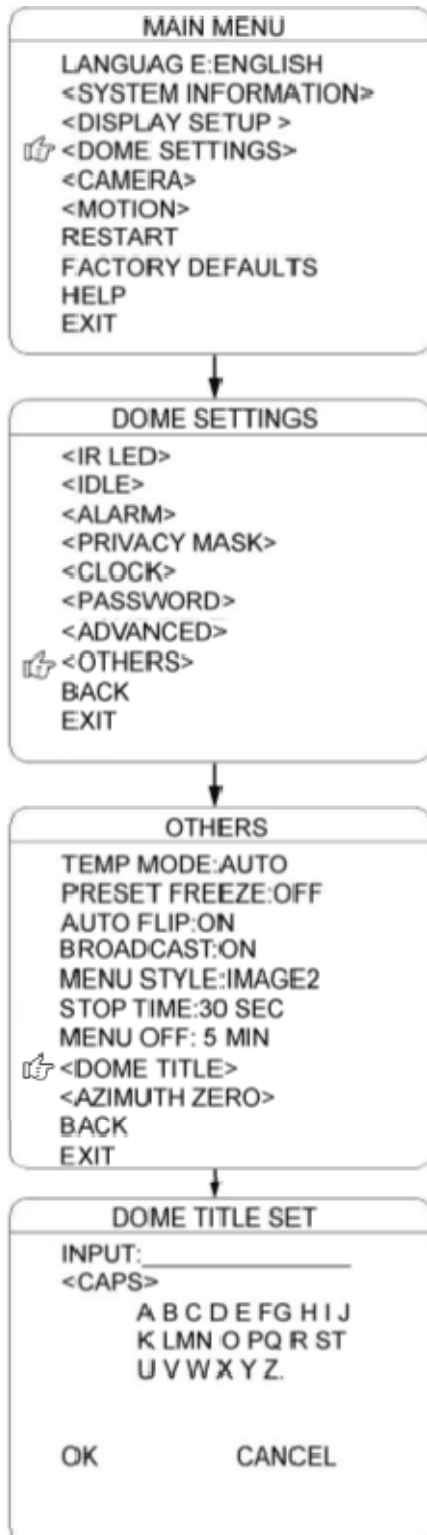 MAIN MENU
LANGUAG E:ENGLISH
<SYSTEM INFORMATION>
<DISPLAY SETUP >
<DOME SETTINGS>
<CAMERA>
<MOTION>
RESTART
FACTORY DEFAULTS
HELP
EXIT
DOME SETTINGS
<IR LED>
<IDLE>
<ALARM>
<PRIVACY MASK>
<CLOCK>
<PASSWORD>
<ADVANCED>
<OTHERS>
BACK
EXIT
OTHERS
TEMP MODE:AUTO
PRESET FREEZE:OFF
AUTO FLIP:ON
BROADCAST:ON
MENU STYLE:IMAGE2
STOP TIME:30 SEC
MENU OFF: 5 MIN
<DOME TITLE>
<AZIMUTH ZERO>
BACK
EXIT
DOME TITLE SET
INPUT:____________________
<CAPS>
A B C D E FG H I J
K LMN O PQ R ST
U V W X Y Z.
OK CANCEL